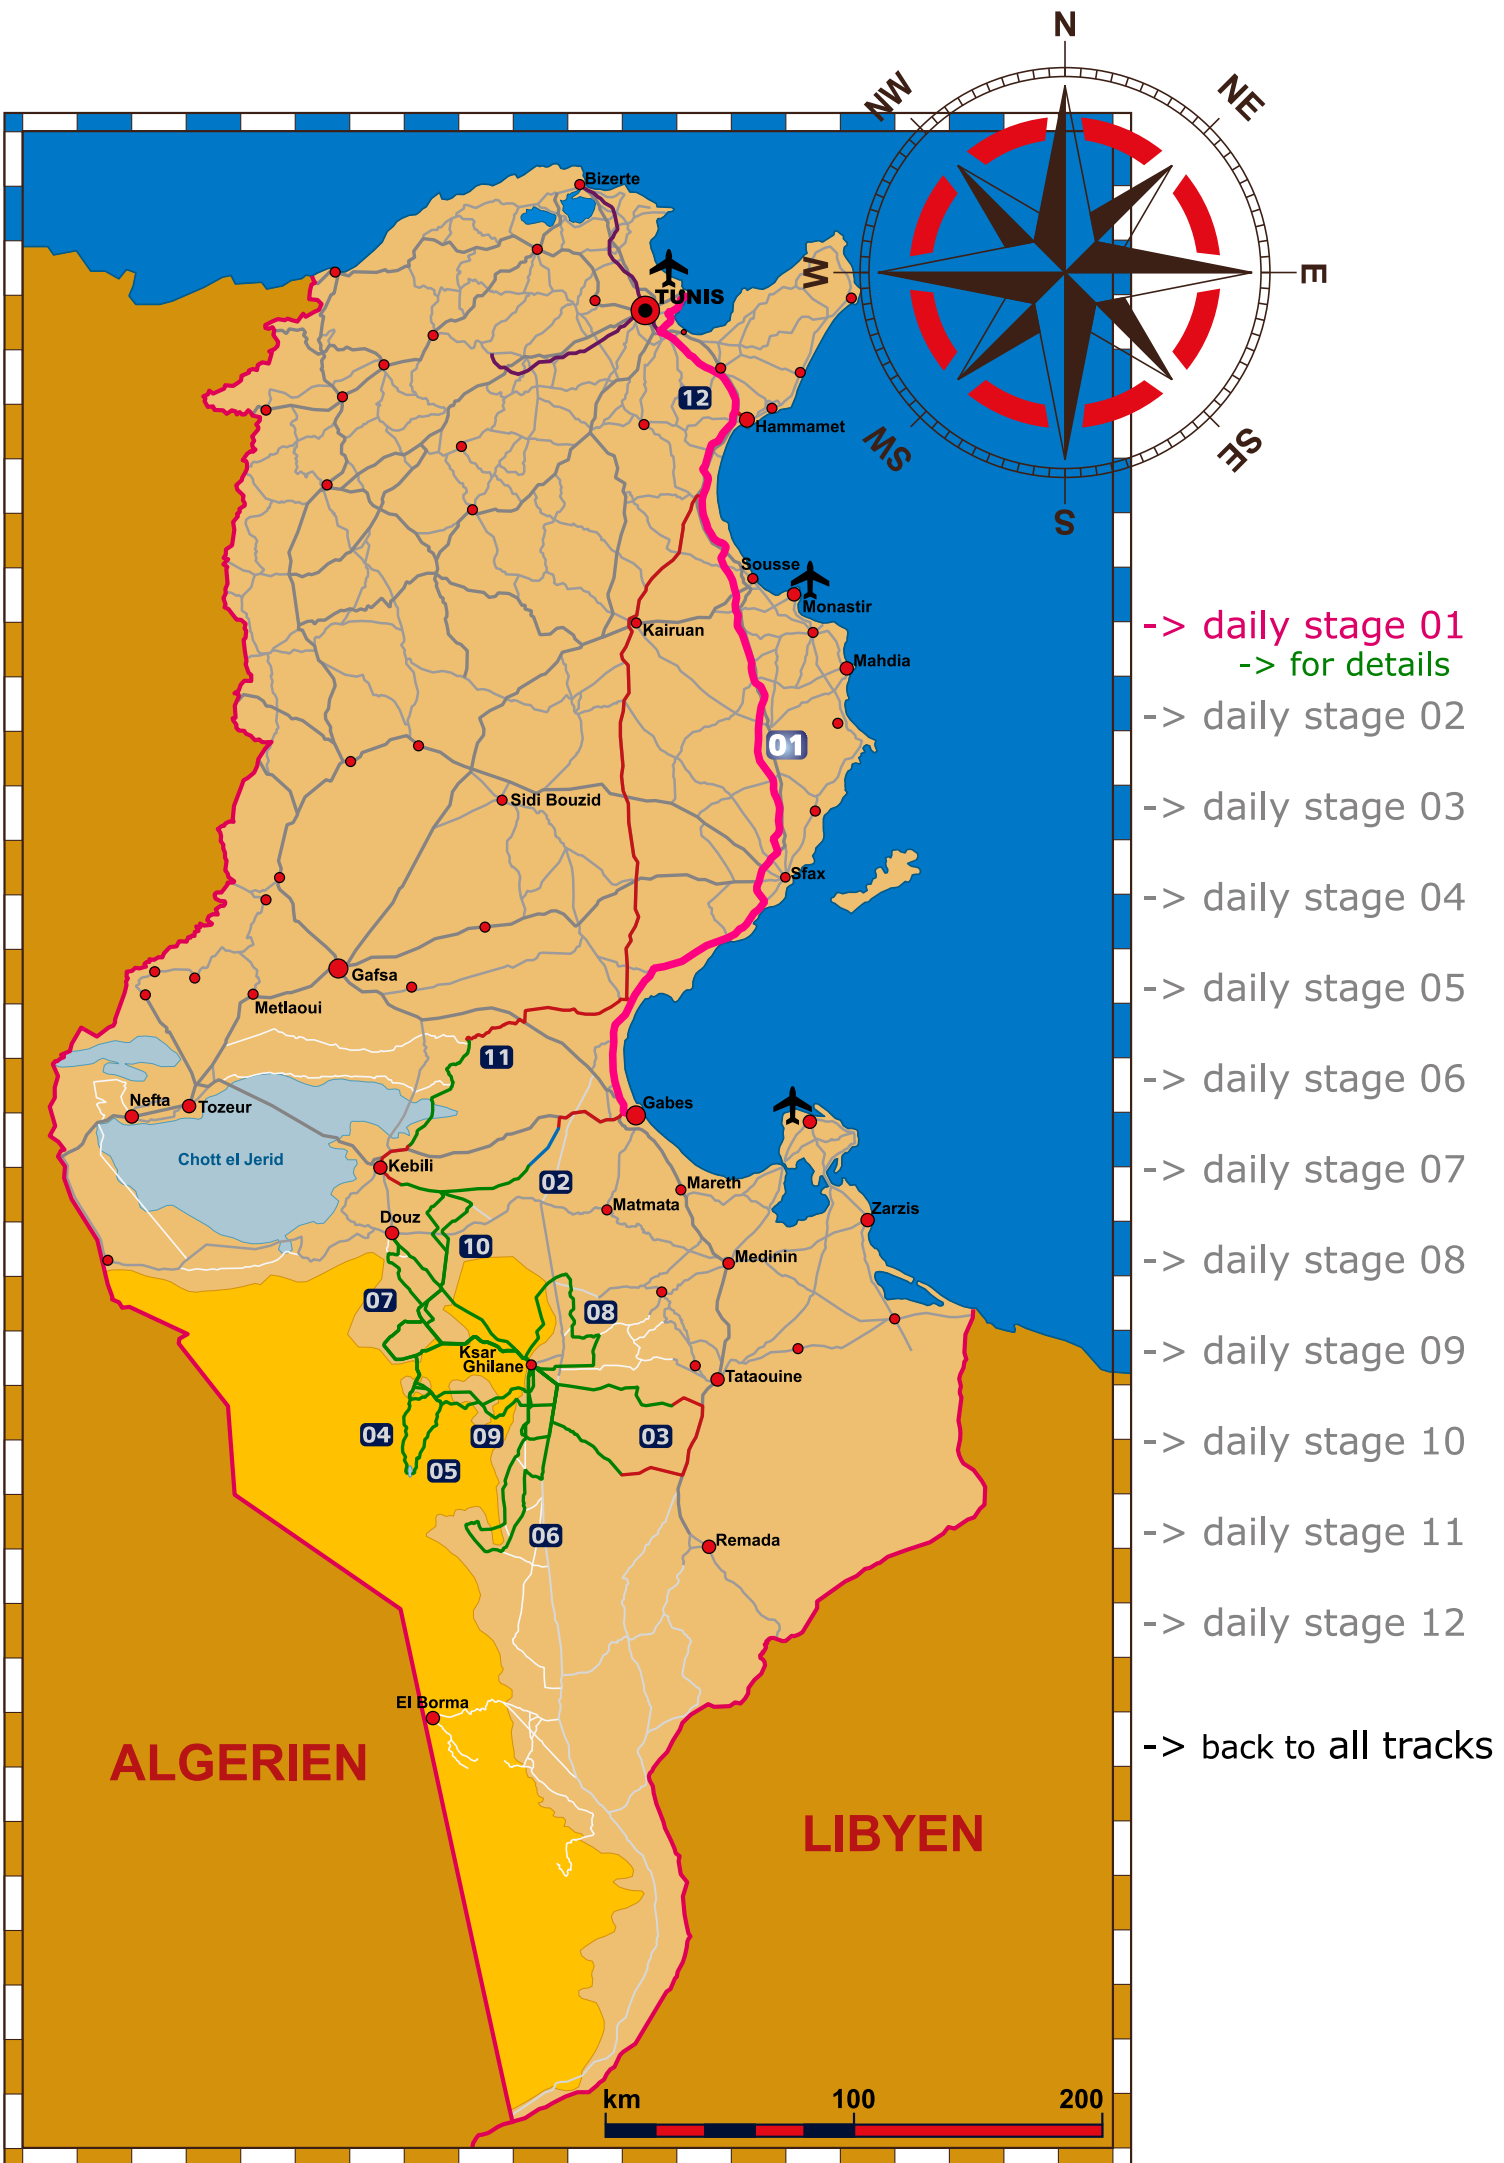 N
NW
NE
W
E
SW
SE
S
Bizerte
TUNIS
12
Hammamet
Sousse
Monastir
Kairuan
Mahdia
01
Sidi Bouzid
Sfax
Gafsa
Metlaoui
11
Nefta
Tozeur
Gabes
Chott el Jerid
Kebili
02
Mareth
Matmata
Douz
Zarzis
10
Medinin
07
08
Ksar
Ghilane
Tataouine
04
09
03
05
06
Remada
El Borma
ALGERIEN
LIBYEN
km
100
200
-> daily stage 01
-> for details
-> daily stage 02
-> daily stage 03
-> daily stage 04
-> daily stage 05
-> daily stage 06
-> daily stage 07
-> daily stage 08
-> daily stage 09
-> daily stage 10
-> daily stage 11
-> daily stage 12
-> back to all tracks